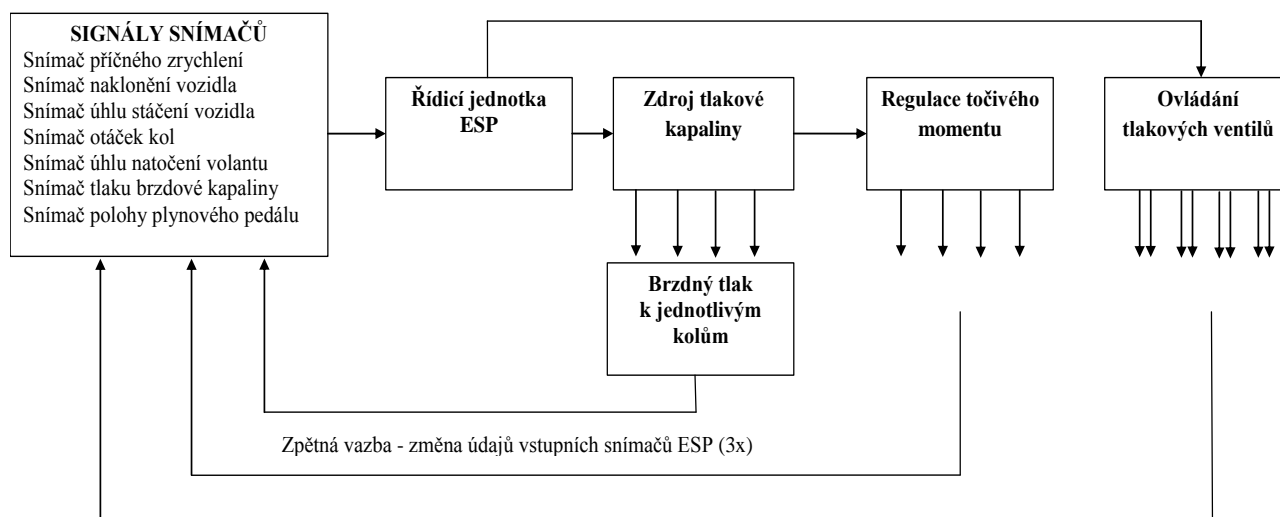 SIGNÁLY SNÍMAČŮ
Snímač příčného zrychlení
Snímač naklonění vozidla
Snímač úhlu stáčení vozidla
Snímač otáček kol
Snímač úhlu natočení volantu
Snímač tlaku brzdové kapaliny
Snímač polohy plynového pedálu
Řídicí jednotka
ESP
Zdroj tlakové
kapaliny
Regulace točivého
momentu
Ovládání
tlakových ventilů
Brzdný tlak
k jednotlivým
kolům
Zpětná vazba - změna údajů vstupních snímačů ESP (3x)